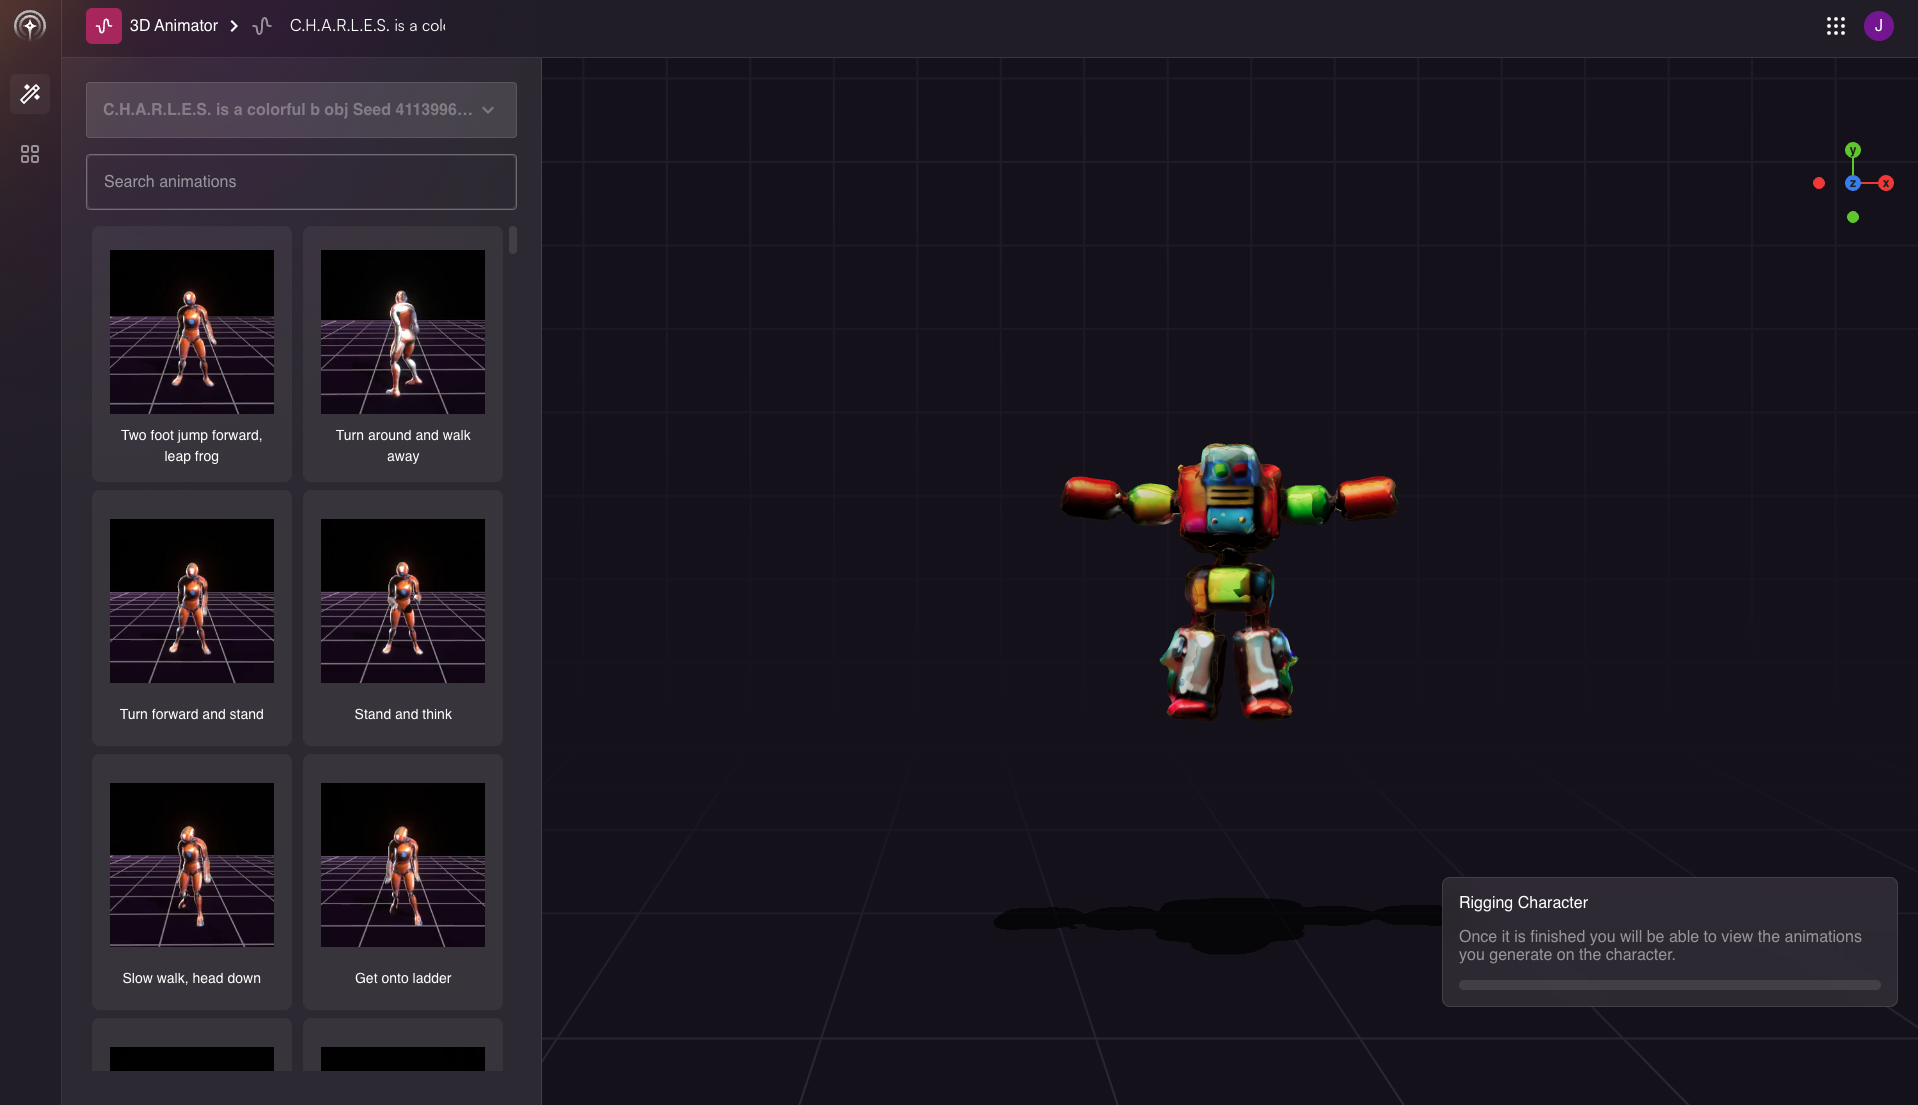 3D Animator
C.H.A.R.L.E.S. is a col
J
C.H.A.R.L.E.S. is a colorful b obj Seed 4113996...
Search animations
y
z
x
Two foot jump forward,
leap frog
Turn around and walk
away
Turn forward and stand
Stand and think
Slow walk, head down
Get onto ladder
Rigging Character
Once it is finished you will be able to view the animations
you generate on the character.